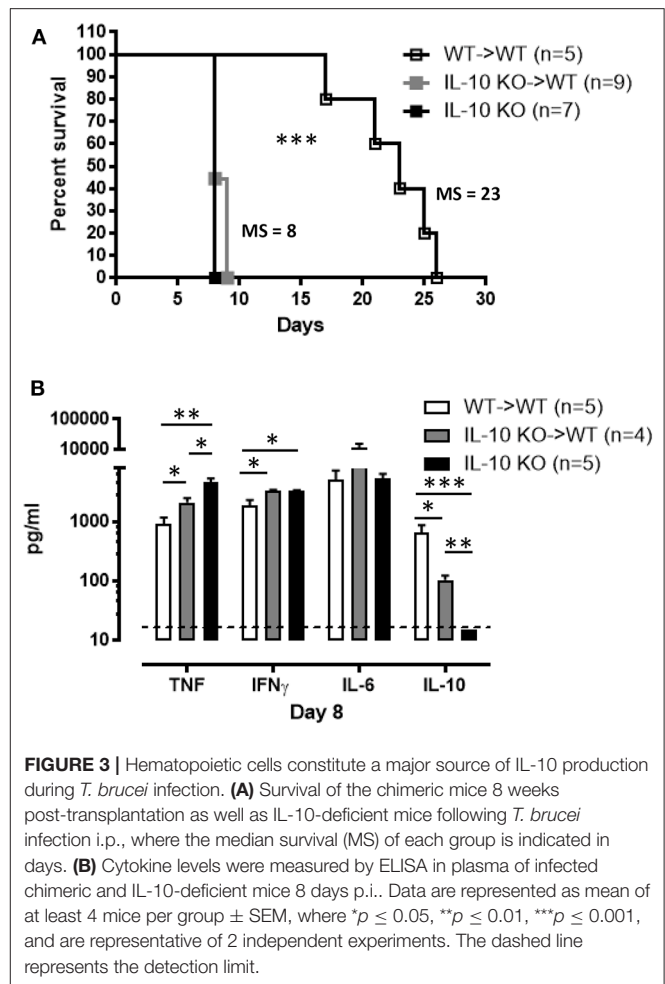 A
110
100
90
80
70
60
50
40
30
20
10
0
Percent survival
WT->WT (n=5)
IL-10 KO->WT (n=9)
IL-10 KO (n=7)
***
MS = 23
MS = 8
0 5 10 15 20 25 30
Days
B
100000
10000
1000
100
10
pg/ml
WT->WT (n=5)
IL-10 KO->WT (n=4)
IL-10 KO (n=5)
**
*
*
*
*
***
*
**
TNF IFNγ IL-6 IL-10
Day 8
FIGURE 3 | Hematopoietic cells constitute a major source of IL-10 production
during T. brucei infection. (A) Survival of the chimeric mice 8 weeks
post-transplantation as well as IL-10-deficient mice following T. brucei
infection i.p., where the median survival (MS) of each group is indicated in
days. (B) Cytokine levels were measured by ELISA in plasma of infected
chimeric and IL-10-deficient mice 8 days p.i.. Data are represented as mean of
at least 4 mice per group ± SEM, where *p ≤ 0.05, **p ≤ 0.01, ***p ≤ 0.001,
and are representative of 2 independent experiments. The dashed line
represents the detection limit.